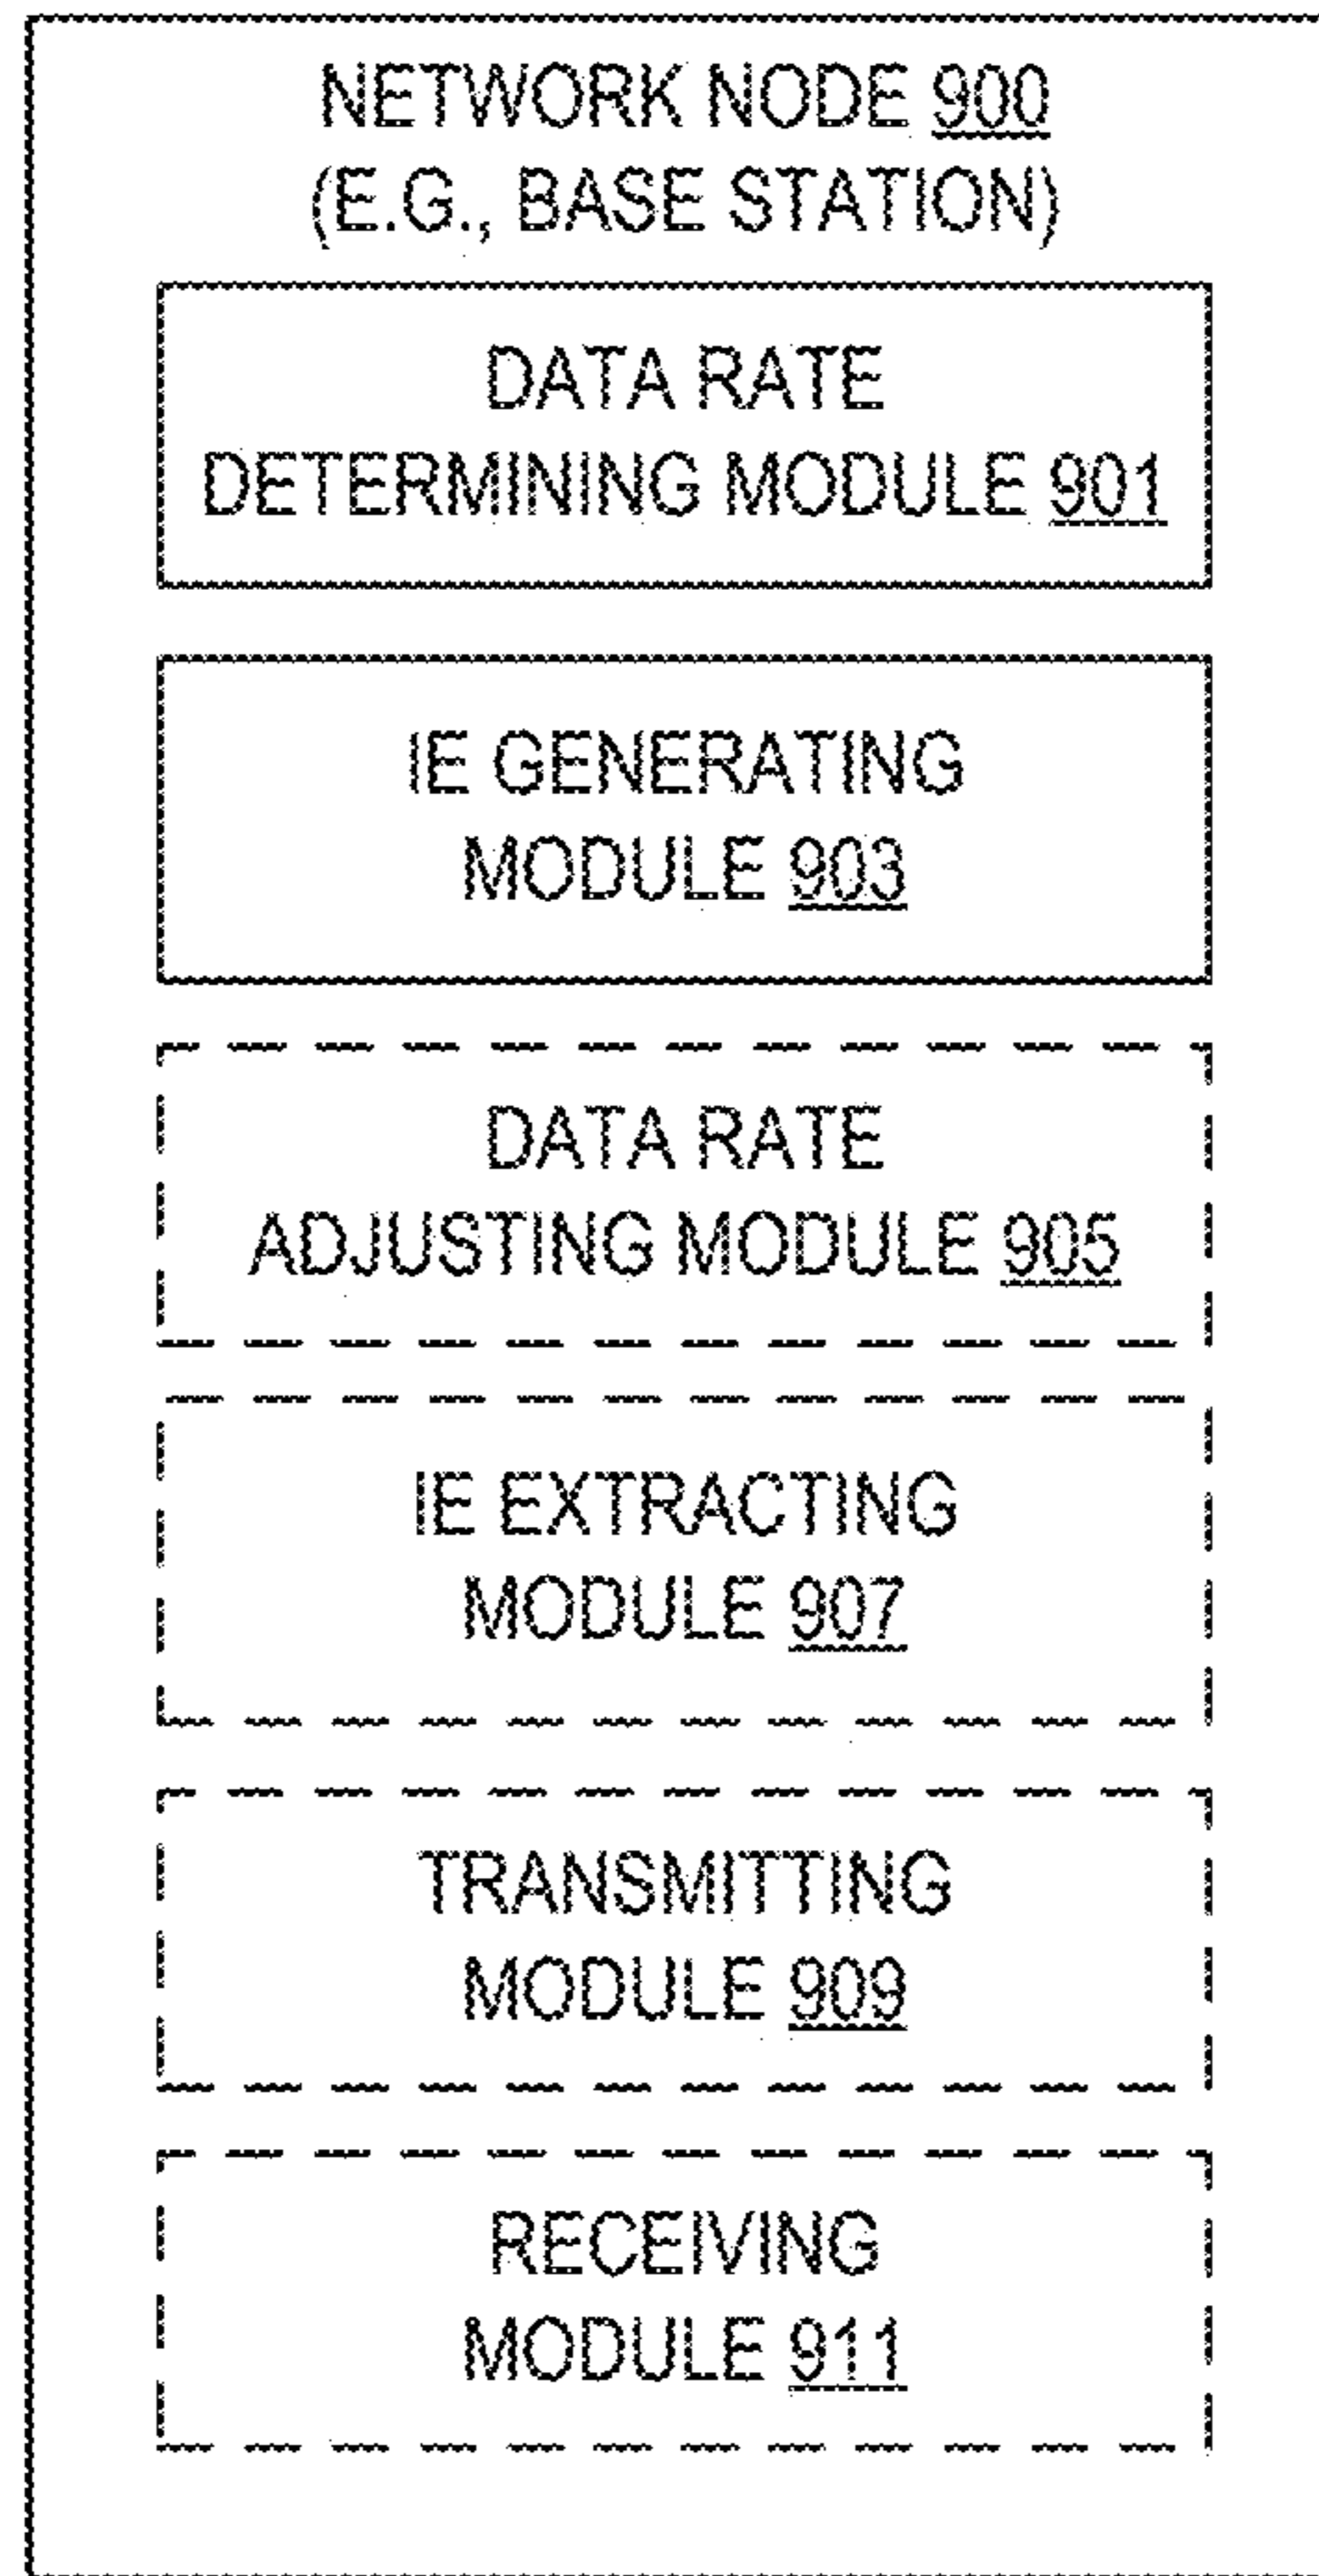 NETWORK NODE 900
(E.G., BASE STATION)
DATA RATE
DETERMINING MODULE 901
IE GENERATING
MODULE 903
DATA RATE
ADJUSTING MODULE 905
IE EXTRACTING
MODULE 907
TRANSMITTING
MODULE 909
RECEIVING
MODULE 911